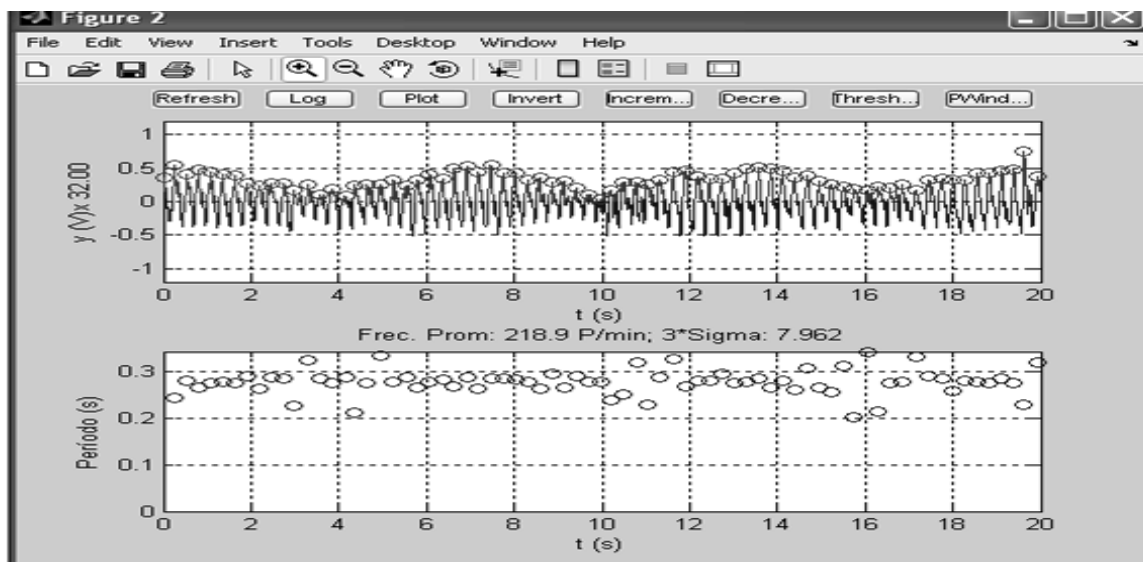 Figure 2
File Edit View Insert Tools Desktop Window Help
Refresh Log Plot Invert Increm... Decre... Thresh... PWind...
1
0.5
0
-0.5
-1
y (V)x 32.00
0 2 4 6 8 10 12 14 16 18 20
t (s)
Frec. Prom: 218.9 P/min; 3*Sigma: 7.962
0.3
0.2
0.1
0
Período (s)
0 2 4 6 8 10 12 14 16 18 20
t (s)